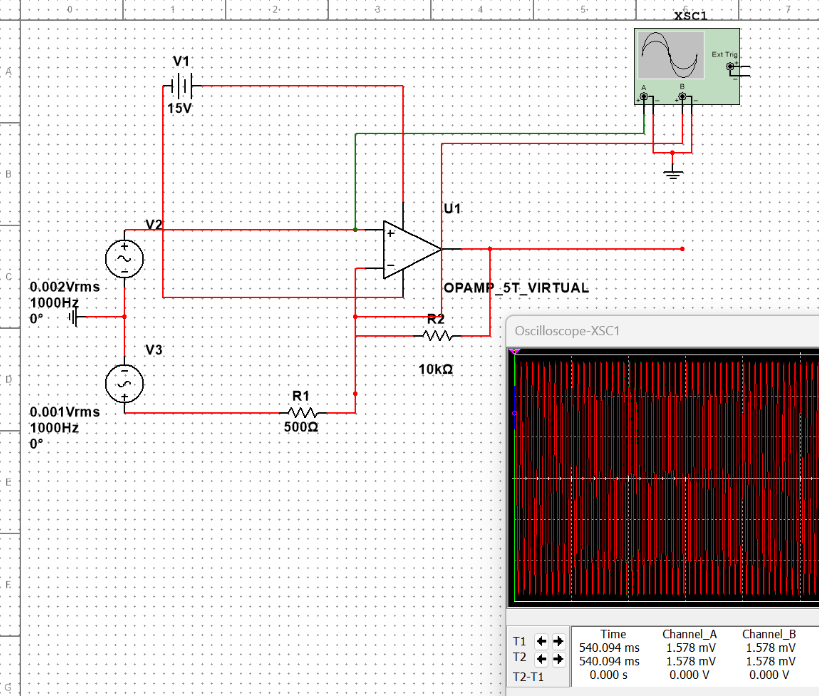 0 1 2 3 4 5 6 7
XSC1
V1
Ext Trig
A
A B
15V
B
V2
U1
C
0.002Vrms
OPAMP_5T_VIRTUAL
1000Hz
0°
R2
Oscilloscope-XSC1
V3
D
10kΩ
R1
0.001Vrms
500Ω
1000Hz
0°
E
F
Time Channel_A Channel_B
T1 540.094 ms 1.578 mV 1.578 mV
T2 540.094 ms 1.578 mV 1.578 mV
T2-T1 0.000 s 0.000 V 0.000 V
G